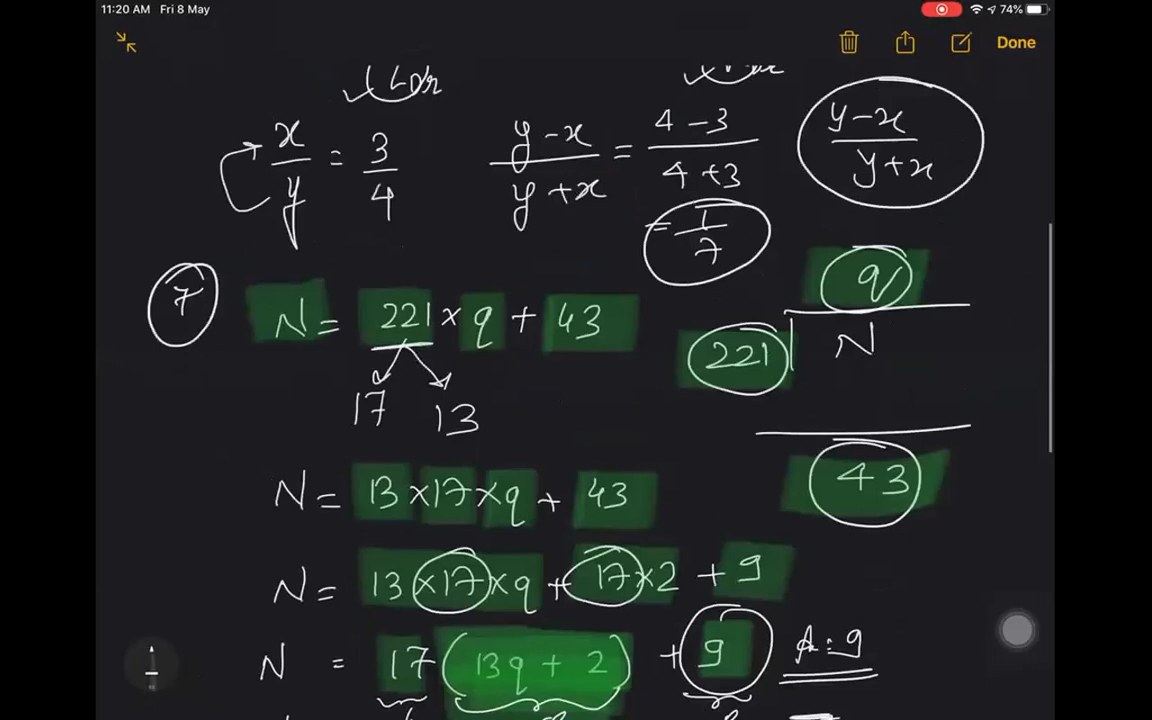 11:20 AM Fri 8 May
74%
Done
x/y = 3/4
y-x/y+x = 4-3/4+3
y-x/y+x
= 1/7
7
N = 221 × q + 43
17 13
q
221 N
43
N = 13 × 17 × q + 43
N = 13 × 17 × q + 17 × 2 + 9
N = 17 (13q + 2) + 9 A: 9